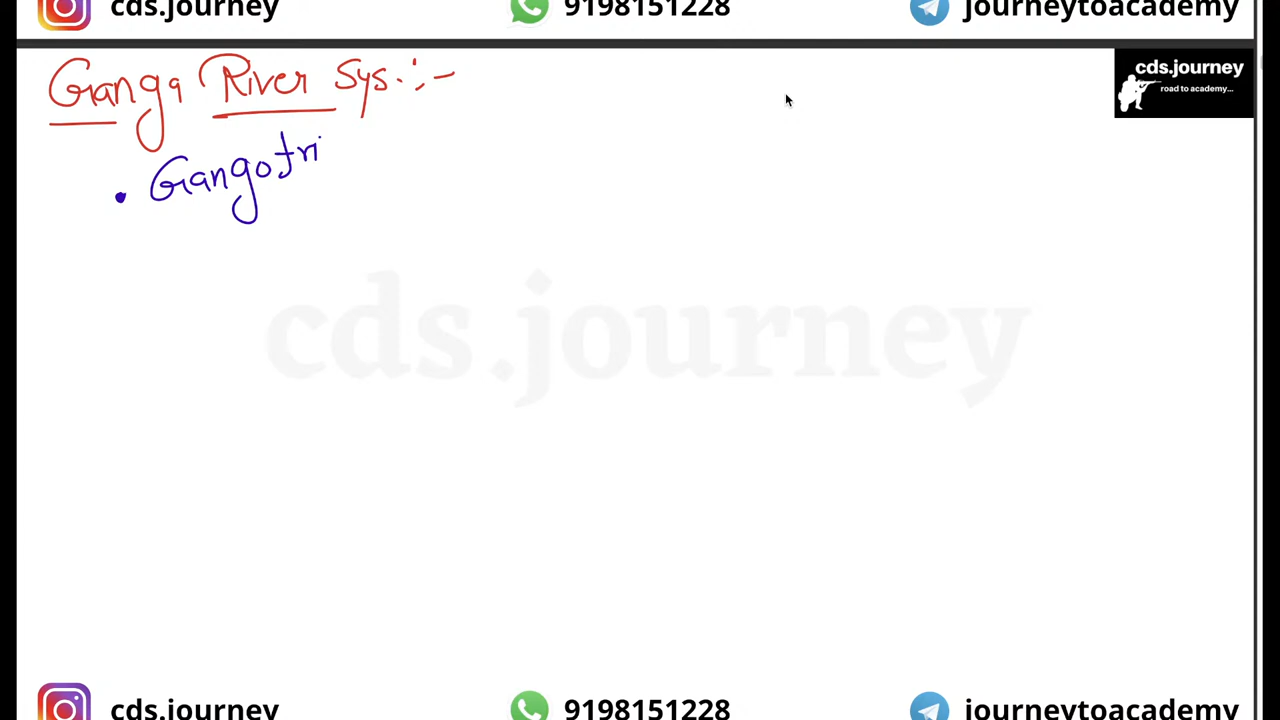 cds.journey 9198151228 journeytoacademy
Ganga River Sys. :-
cds.journey
road to academy...
• Gangotri
cds.journey
cds.journey 9198151228 journeytoacademy